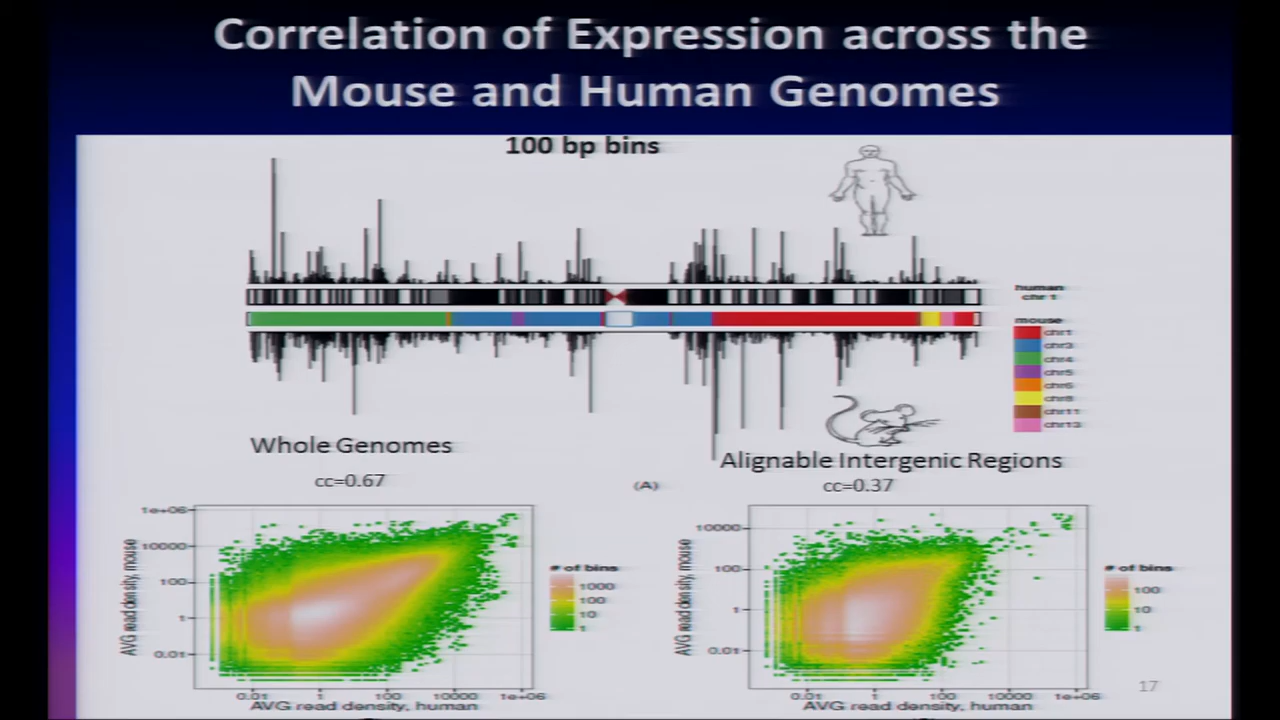 Correlation of Expression across the
Mouse and Human Genomes
100 bp bins
human
chr 1
mouse
chr1
chr3
chr4
chr5
chr6
chr8
chr11
chr13
Whole Genomes
cc=0.67
(A)
Alignable Intergenic Regions
cc=0.37
1e+06
10000
100
1
0.01
AVG read density, mouse
0.01
1
100
10000
1e+06
AVG read density, human
# of bins
1000
100
10
1
10000
100
1
0.01
AVG read density, mouse
0.01
1
100
10000
1e+06
AVG read density, human
# of bins
100
10
1
17